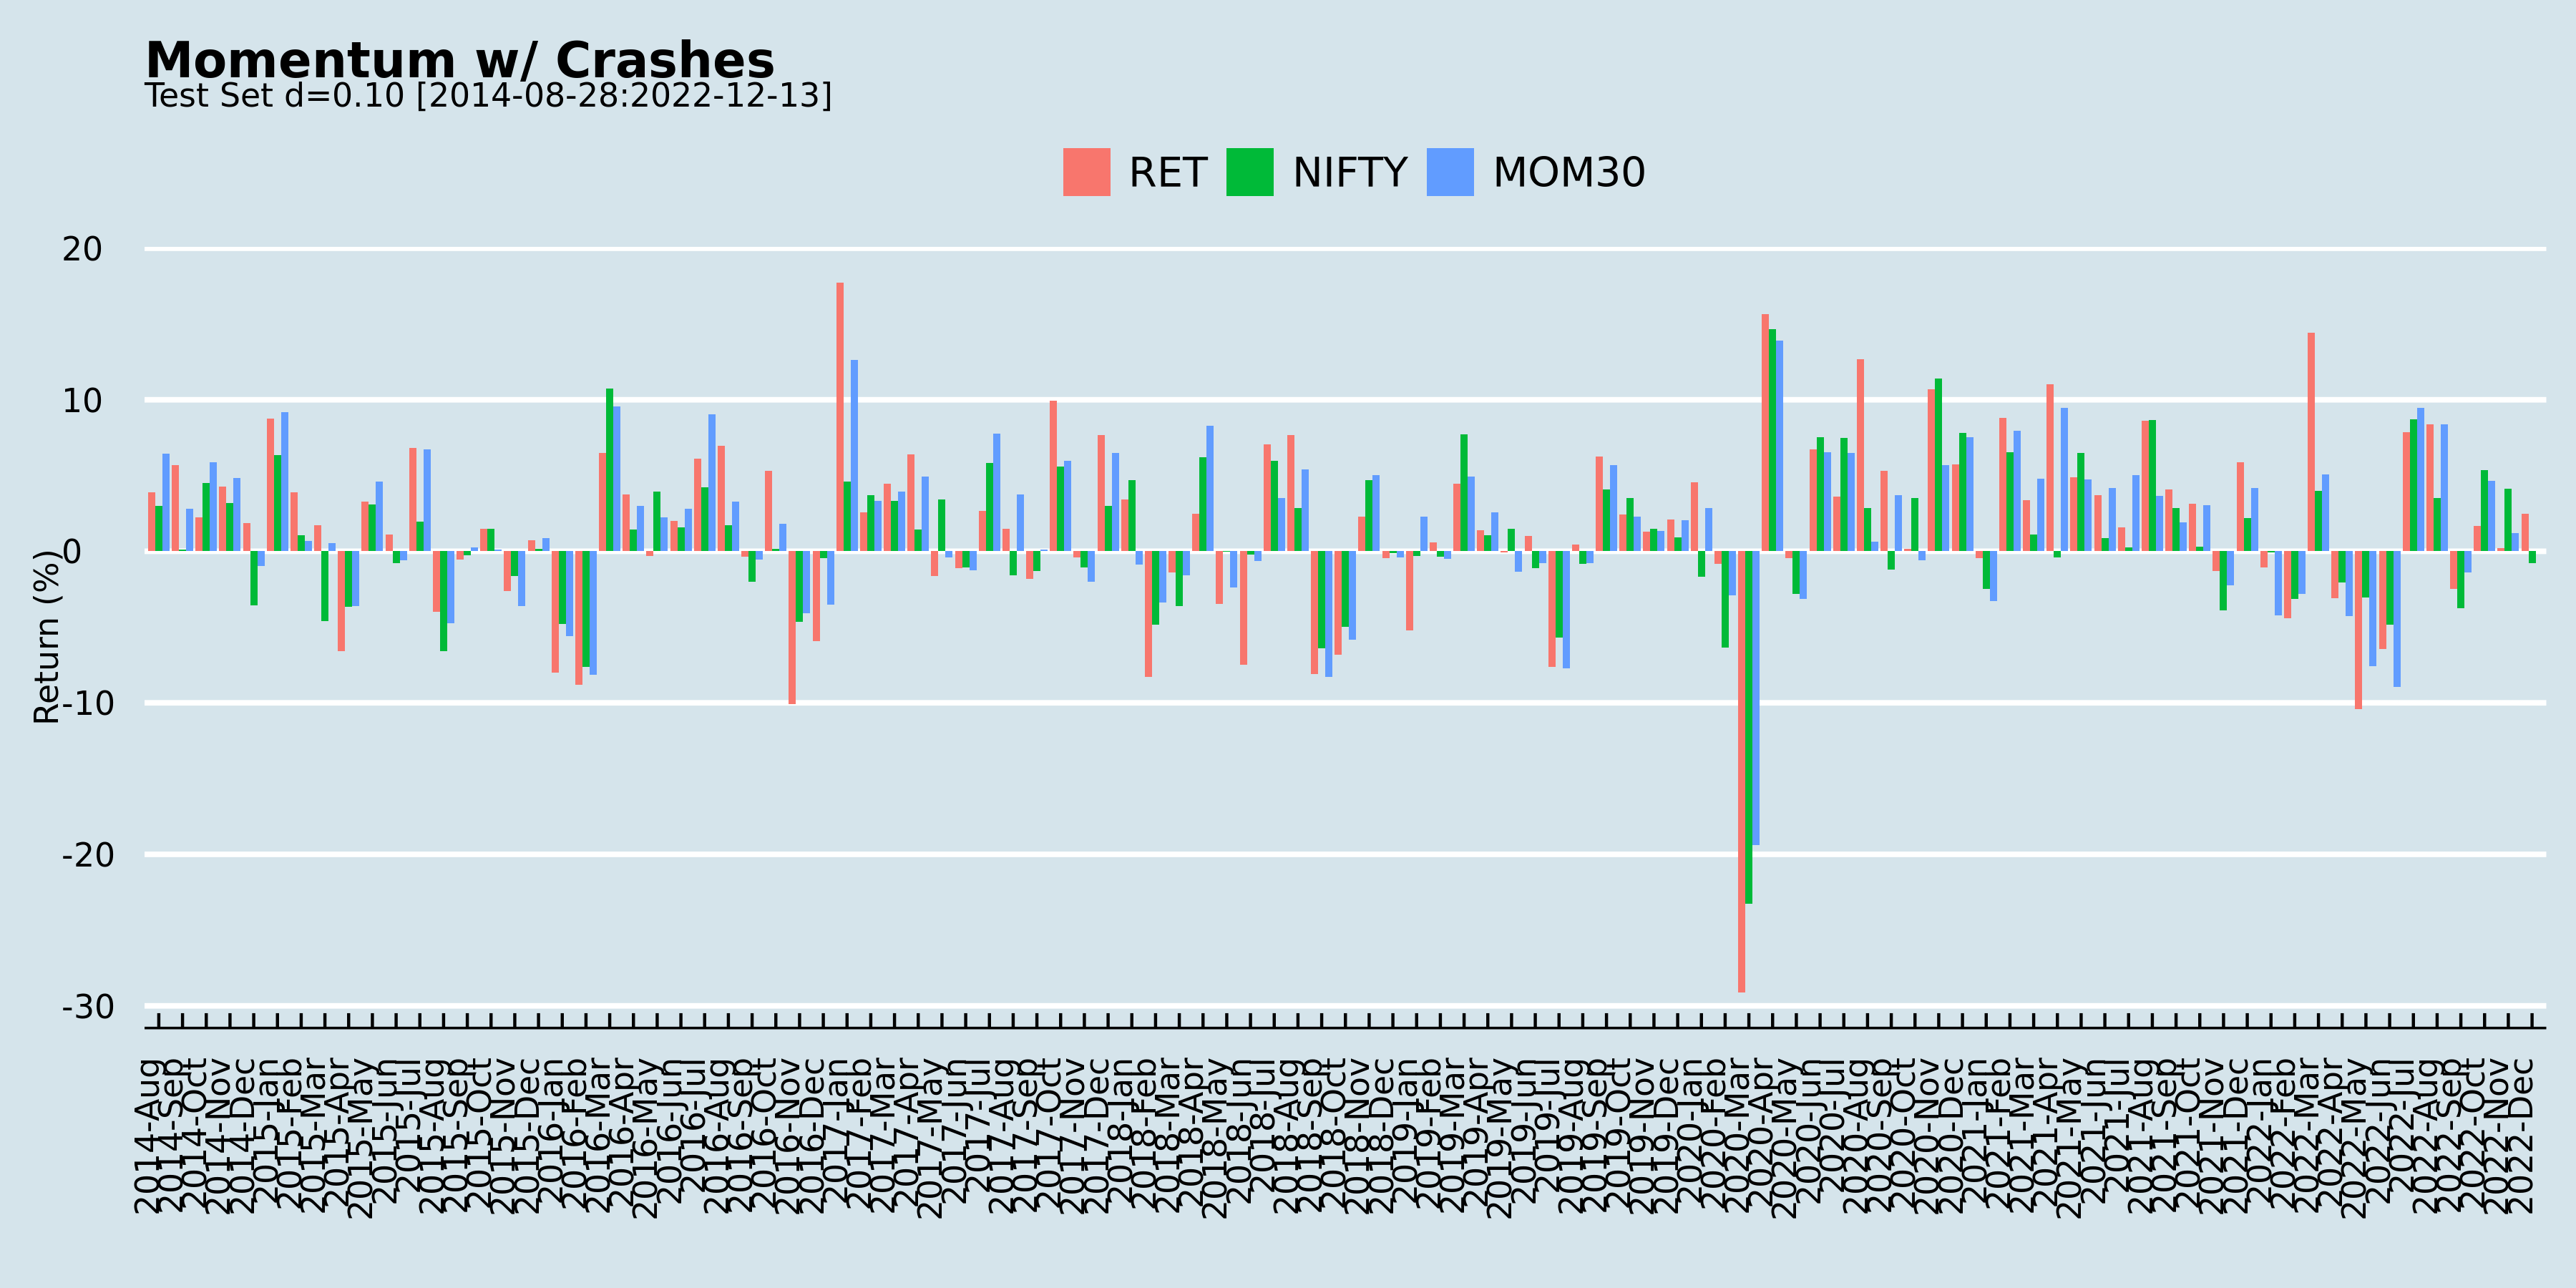 Momentum w/ Crashes
Test Set d=0.10 [2014-08-28:2022-12-13]
RET NIFTY MOM30
Return (%)
20
10
0
-10
-20
-30
2014-Aug
2014-Sep
2014-Oct
2014-Nov
2014-Dec
2015-Jan
2015-Feb
2015-Mar
2015-Apr
2015-May
2015-Jun
2015-Jul
2015-Aug
2015-Sep
2015-Oct
2015-Nov
2015-Dec
2016-Jan
2016-Feb
2016-Mar
2016-Apr
2016-May
2016-Jun
2016-Jul
2016-Aug
2016-Sep
2016-Oct
2016-Nov
2016-Dec
2017-Jan
2017-Feb
2017-Mar
2017-Apr
2017-May
2017-Jun
2017-Jul
2017-Aug
2017-Sep
2017-Oct
2017-Nov
2017-Dec
2018-Jan
2018-Feb
2018-Mar
2018-Apr
2018-May
2018-Jun
2018-Jul
2018-Aug
2018-Sep
2018-Oct
2018-Nov
2018-Dec
2019-Jan
2019-Feb
2019-Mar
2019-Apr
2019-May
2019-Jun
2019-Jul
2019-Aug
2019-Sep
2019-Oct
2019-Nov
2019-Dec
2020-Jan
2020-Feb
2020-Mar
2020-Apr
2020-May
2020-Jun
2020-Jul
2020-Aug
2020-Sep
2020-Oct
2020-Nov
2020-Dec
2021-Jan
2021-Feb
2021-Mar
2021-Apr
2021-May
2021-Jun
2021-Jul
2021-Aug
2021-Sep
2021-Oct
2021-Nov
2021-Dec
2022-Jan
2022-Feb
2022-Mar
2022-Apr
2022-May
2022-Jun
2022-Jul
2022-Aug
2022-Sep
2022-Oct
2022-Nov
2022-Dec